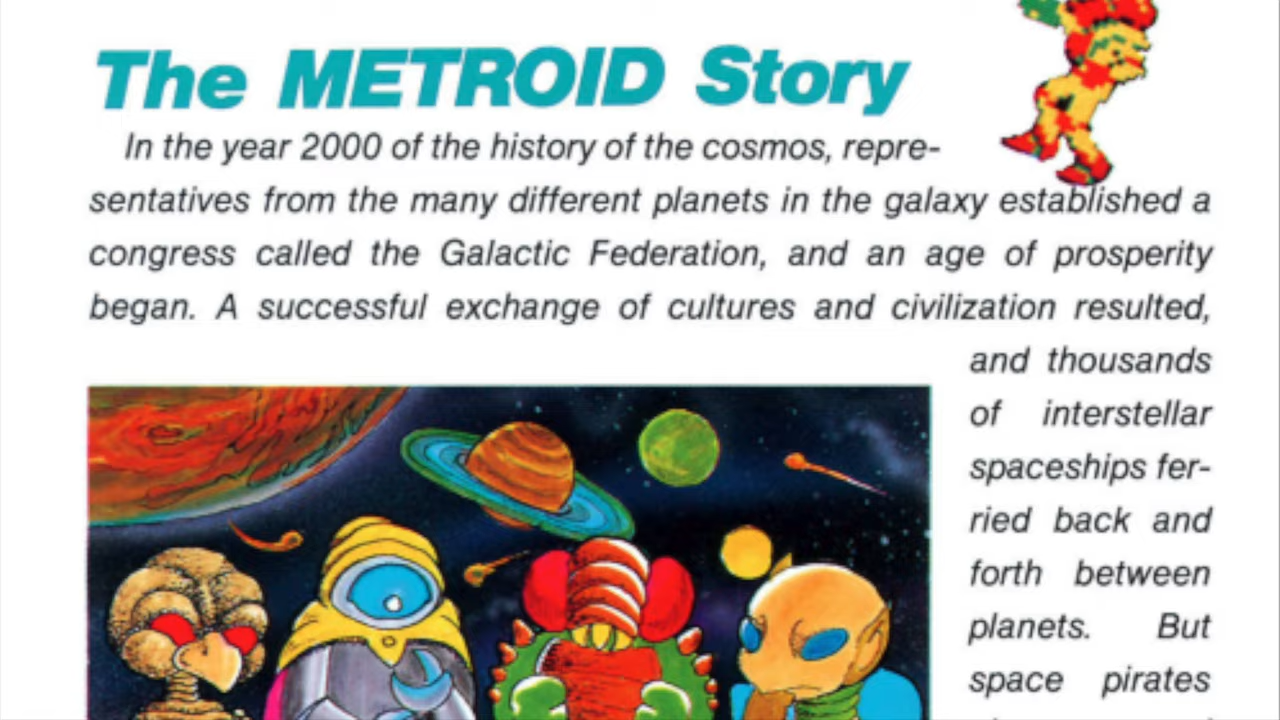 The METROID Story
In the year 2000 of the history of the cosmos, repre-
sentatives from the many different planets in the galaxy established a
congress called the Galactic Federation, and an age of prosperity
began. A successful exchange of cultures and civilization resulted,
and thousands
of interstellar
spaceships fer-
ried back and
forth between
planets. But
space pirates